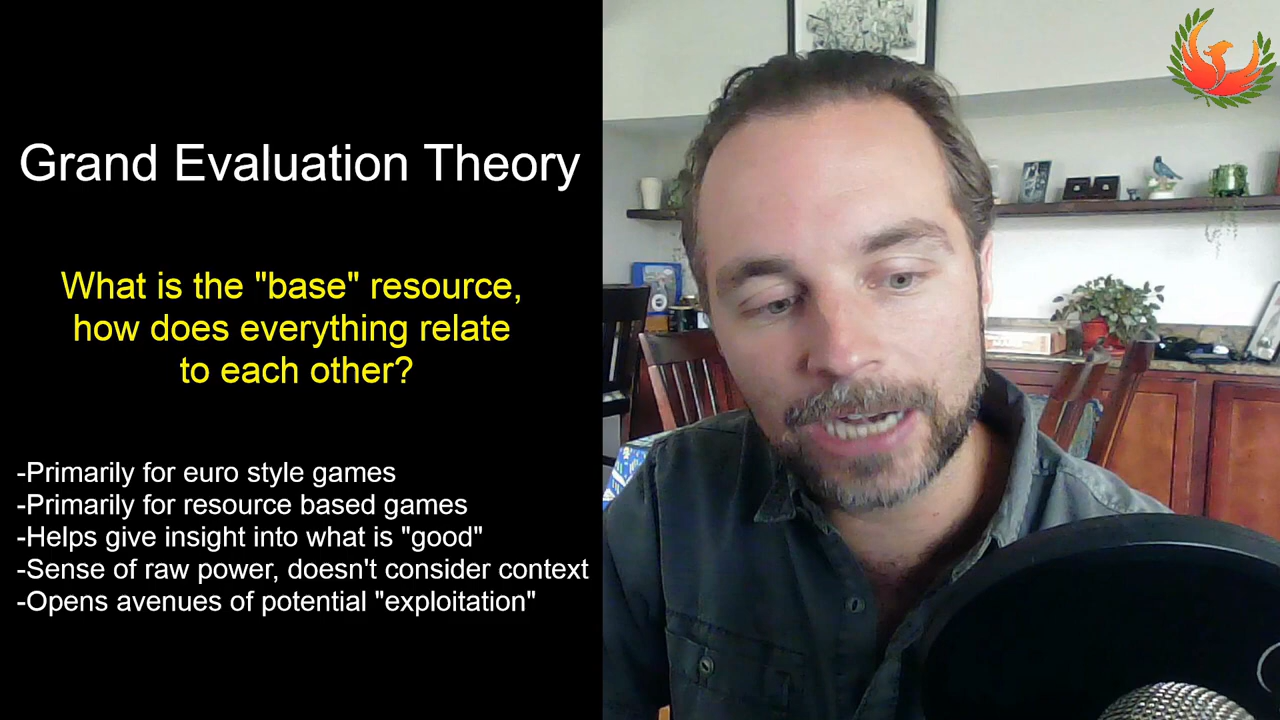 Grand Evaluation Theory
What is the "base" resource,
how does everything relate
to each other?
-Primarily for euro style games
-Primarily for resource based games
-Helps give insight into what is "good"
-Sense of raw power, doesn't consider context
-Opens avenues of potential "exploitation"